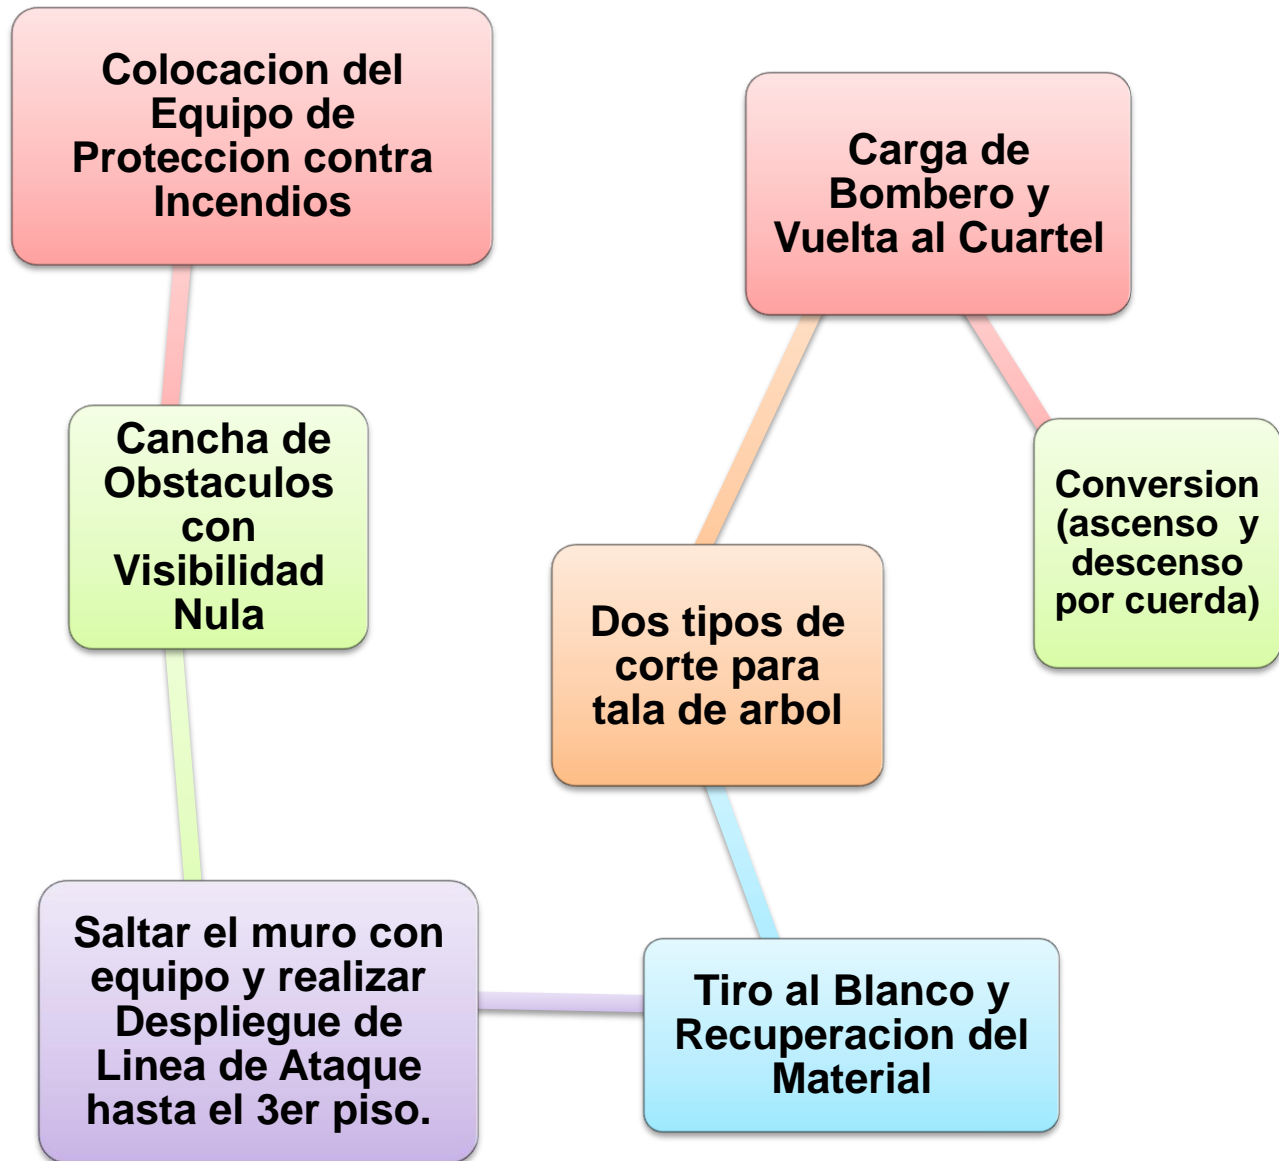 Colocacion del
Equipo de
Proteccion contra
Incendios
Cancha de
Obstaculos
con
Visibilidad
Nula
Saltar el muro con
equipo y realizar
Despliegue de
Linea de Ataque
hasta el 3er piso.
Tiro al Blanco y
Recuperacion del
Material
Dos tipos de
corte para
tala de arbol
Carga de
Bombero y
Vuelta al Cuartel
Conversion
(ascenso y
descenso
por cuerda)